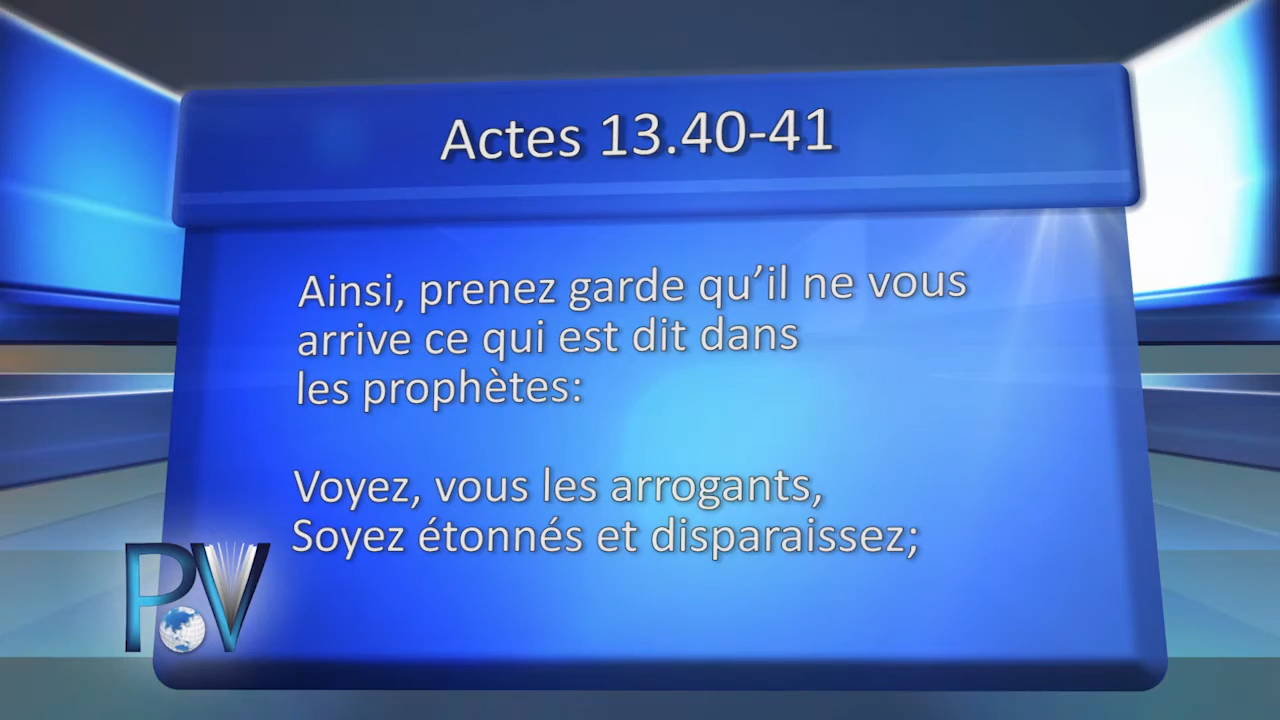 Actes 13.40-41
Ainsi, prenez garde qu’il ne vous
arrive ce qui est dit dans
les prophètes:
Voyez, vous les arrogants,
Soyez étonnés et disparaissez;
PV